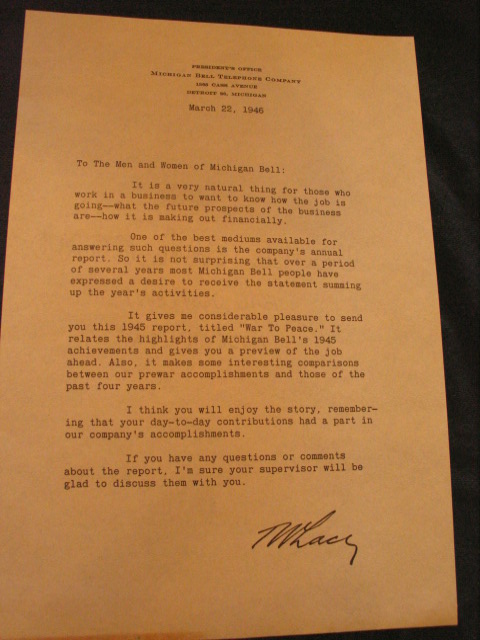 PRESIDENT'S OFFICE
MICHIGAN BELL TELEPHONE COMPANY
1365 CASS AVENUE
DETROIT 26, MICHIGAN
March 22, 1946
To The Men and Women of Michigan Bell:
It is a very natural thing for those who
work in a business to want to know how the job is
going--what the future prospects of the business
are--how it is making out financially.
One of the best mediums available for
answering such questions is the company's annual
report. So it is not surprising that over a period
of several years most Michigan Bell people have
expressed a desire to receive the statement summing
up the year's activities.
It gives me considerable pleasure to send
you this 1945 report, titled "War To Peace." It
relates the highlights of Michigan Bell's 1945
achievements and gives you a preview of the job
ahead. Also, it makes some interesting comparisons
between our prewar accomplishments and those of the
past four years.
I think you will enjoy the story, remember-
ing that your day-to-day contributions had a part in
our company's accomplishments.
If you have any questions or comments
about the report, I'm sure your supervisor will be
glad to discuss them with you.
Lacy